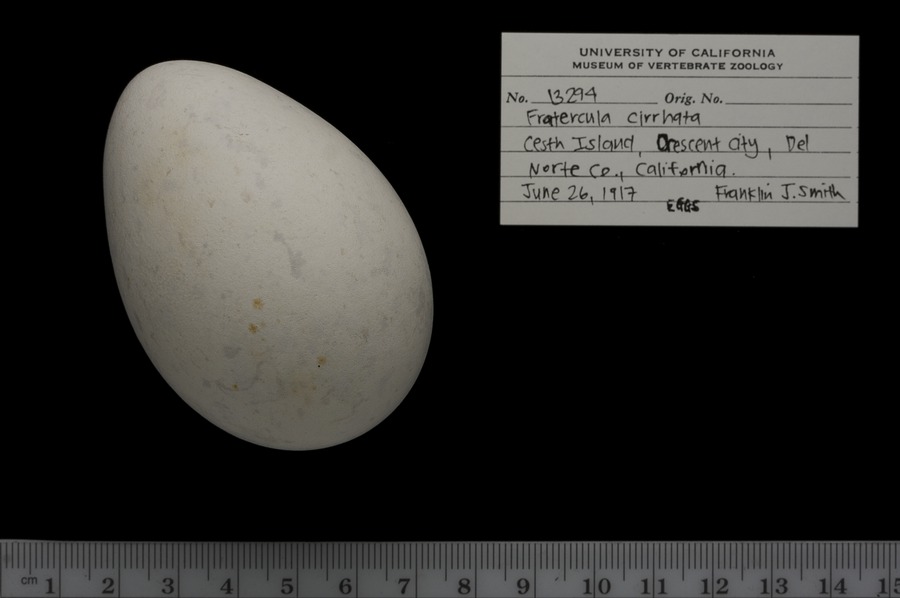 UNIVERSITY OF CALIFORNIA
MUSEUM OF VERTEBRATE ZOOLOGY
No. 13294 Orig. No.
Fratercula cirrhata
Cesth Island, Crescent City, Del
Norte Co., California.
June 26, 1917 Franklin J. Smith
EGGS
cm 1 2 3 4 5 6 7 8 9 10 11 12 13 14 15